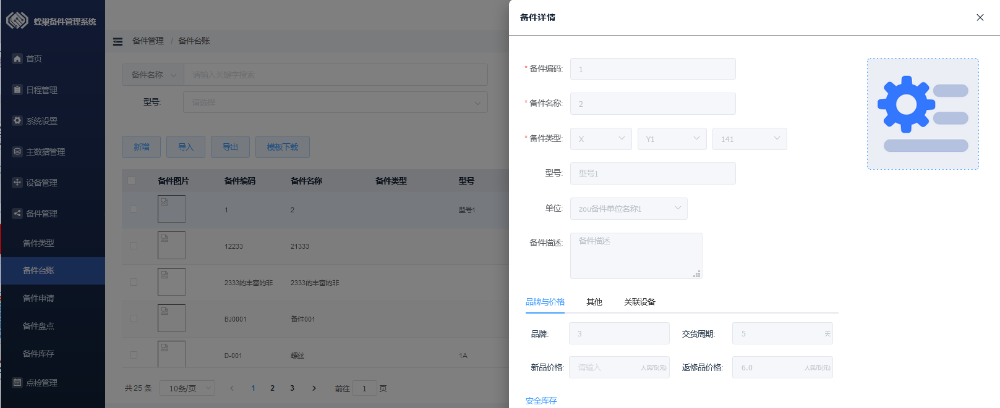 蜂巢备件管理系统
首页
日程管理
系统设置
主数据管理
设备管理
备件管理
备件类型
备件台账
备件申请
备件盘点
备件库存
点检管理
备件管理 / 备件台账
备件名称 请输入关键字搜索
型号: 请选择
新增 导入 导出 模板下载
备件图片 备件编码 备件名称 备件类型 型号
1 2 型号1
12233 21333
2333的丰富的非 2333的丰富的非
BJ0001 备件001
D-001 螺丝 1A
共 25 条 10条/页 < 1 2 3 > 前往 1 页
备件详情
* 备件编码: 1
* 备件名称: 2
* 备件类型: X Y1 141
型号: 型号1
单位: zou备件单位名称1
备件描述: 备件描述
品牌与价格 其他 关联设备
品牌: 3 交货周期: 5 天
新品价格: 请输入 人民币(元) 返修品价格: 6.0 人民币(元)
安全库存